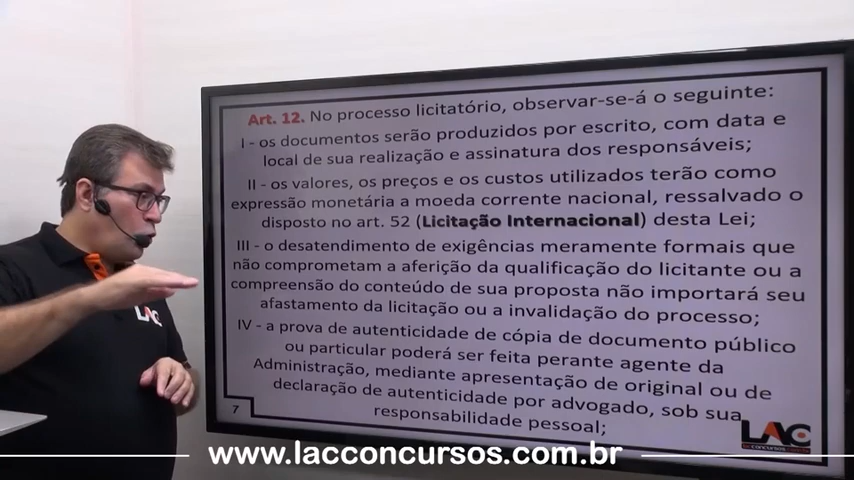 Art. 12. No processo licitatório, observar-se-á o seguinte:
I - os documentos serão produzidos por escrito, com data e
local de sua realização e assinatura dos responsáveis;
II - os valores, os preços e os custos utilizados terão como
expressão monetária a moeda corrente nacional, ressalvado o
disposto no art. 52 (Licitação Internacional) desta Lei;
III - o desatendimento de exigências meramente formais que
não comprometam a aferição da qualificação do licitante ou a
compreensão do conteúdo de sua proposta não importará seu
afastamento da licitação ou a invalidação do processo;
IV - a prova de autenticidade de cópia de documento público
ou particular poderá ser feita perante agente da
Administração, mediante apresentação de original ou de
declaração de autenticidade por advogado, sob sua
responsabilidade pessoal;
7
LAC
LAC
www.lacconcursos.com.br